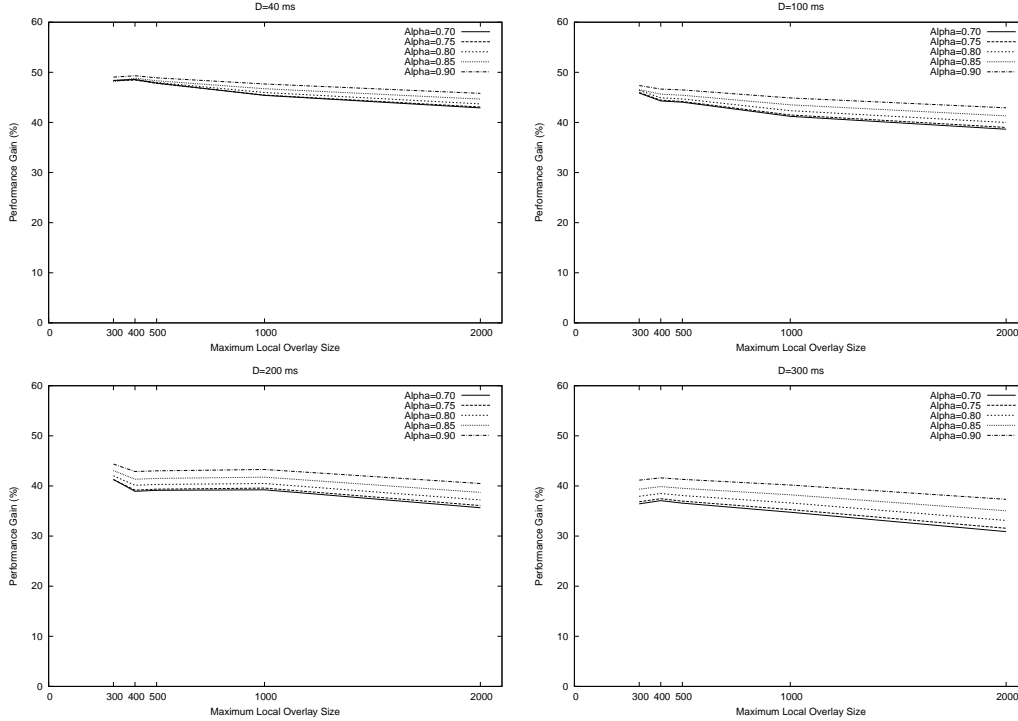 D=40 ms
60
50
40
30
20
10
0
Performance Gain (%)
Alpha=0.70
Alpha=0.75
Alpha=0.80
Alpha=0.85
Alpha=0.90
0 300 400 500 1000 2000
Maximum Local Overlay Size
D=100 ms
60
50
40
30
20
10
0
Performance Gain (%)
Alpha=0.70
Alpha=0.75
Alpha=0.80
Alpha=0.85
Alpha=0.90
0 300 400 500 1000 2000
Maximum Local Overlay Size
D=200 ms
60
50
40
30
20
10
0
Performance Gain (%)
Alpha=0.70
Alpha=0.75
Alpha=0.80
Alpha=0.85
Alpha=0.90
0 300 400 500 1000 2000
Maximum Local Overlay Size
D=300 ms
60
50
40
30
20
10
0
Performance Gain (%)
Alpha=0.70
Alpha=0.75
Alpha=0.80
Alpha=0.85
Alpha=0.90
0 300 400 500 1000 2000
Maximum Local Overlay Size